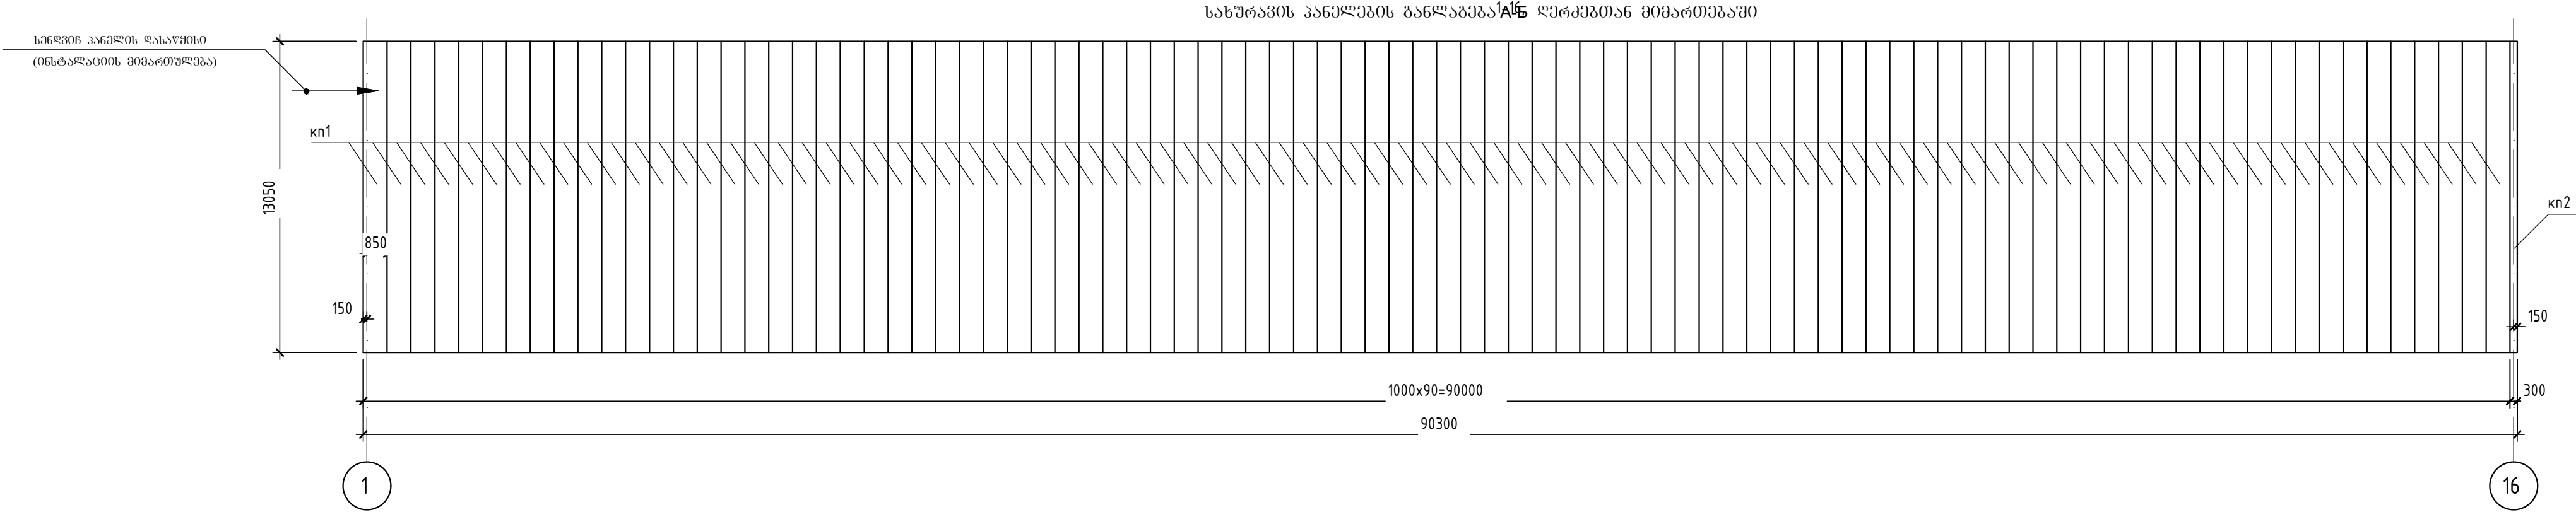 სახურავის პანელების განლაგება 1-16 А-Б ღერძებთან მიმართებაში
სენდვიჩ პანელის დასაწყისი
(ინსტალაციის მიმართულება)
кп1
13050
кп2
850
150
150
1000x90=90000
300
90300
1
16